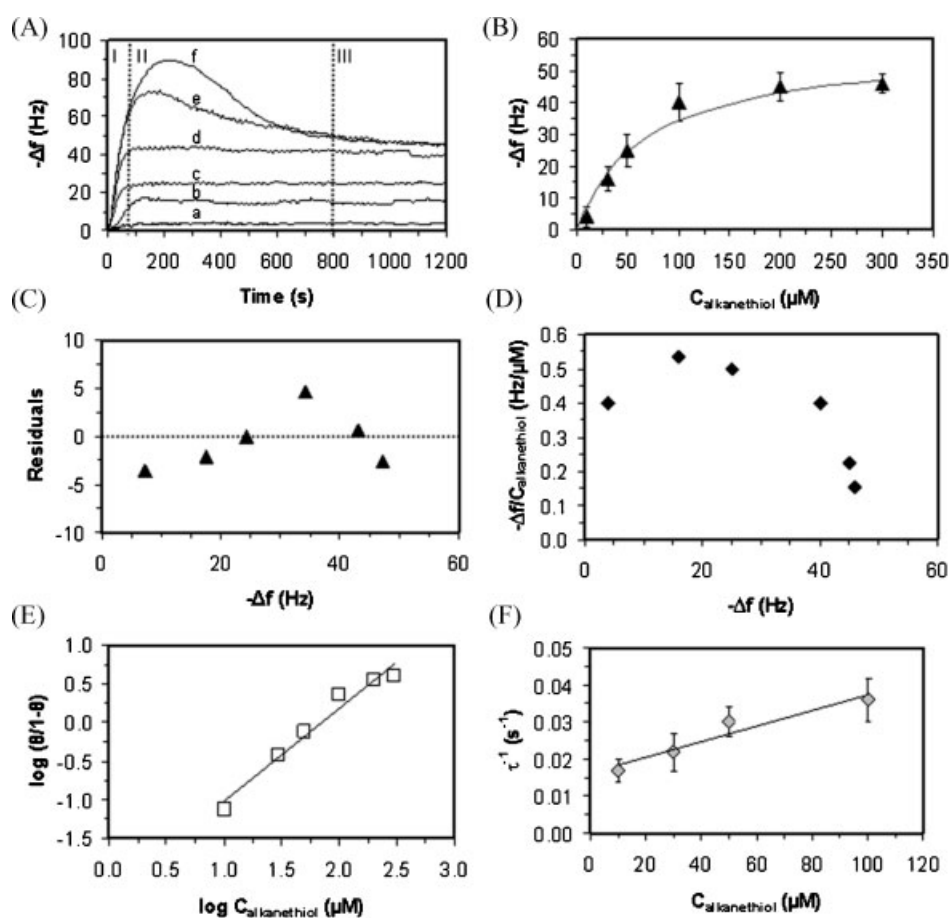 (A)
100
80
60
40
20
0
-Δf (Hz)
I
II
III
f
e
d
c
b
a
0 200 400 600 800 1000 1200
Time (s)
(B)
60
50
40
30
20
10
0
-Δf (Hz)
0 50 100 150 200 250 300 350
Calkanethiol (µM)
(C)
10
5
0
-5
-10
Residuals
0 20 40 60
-Δf (Hz)
(D)
0.6
0.5
0.4
0.3
0.2
0.1
0.0
-Δf/Calkanethiol (Hz/µM)
0 20 40 60
-Δf (Hz)
(E)
1.0
0.5
0.0
-0.5
-1.0
-1.5
log (θ/1-θ)
0.0 0.5 1.0 1.5 2.0 2.5 3.0
log Calkanethiol (µM)
(F)
0.05
0.04
0.03
0.02
0.01
0.00
τ-1 (s-1)
0 20 40 60 80 100 120
Calkanethiol (µM)